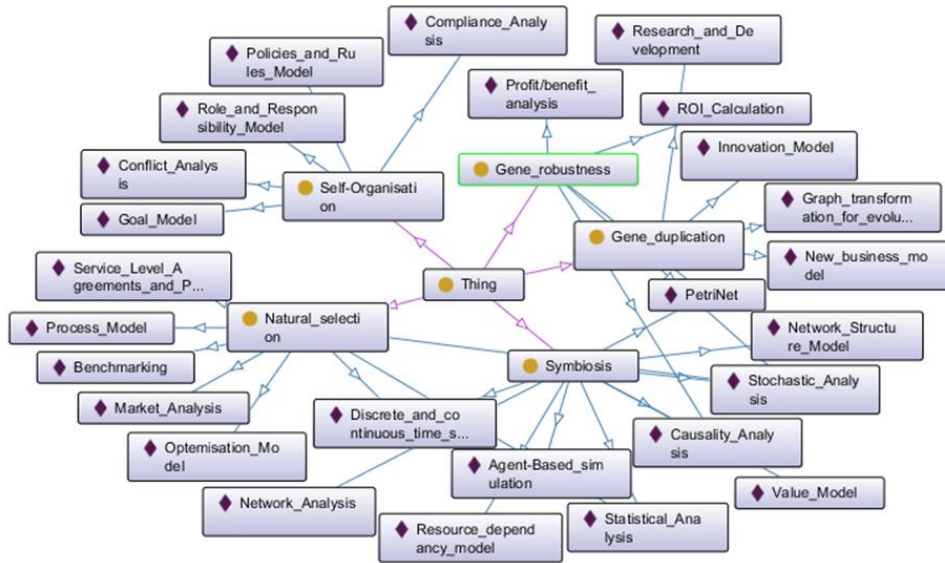 Compliance_Analy
sis
Research_and_De
velopment
Policies_and_Ru
les_Model
Profit/benefit_
analysis
Role_and_Respon
sibility_Model
ROI_Calculation
Innovation_Model
Conflict_Analys
is
Gene_robustness
Self-Organisati
on
Graph_transform
ation_for_evolu...
Goal_Model
Gene_duplication
New_business_mo
del
Service_Level_A
greements_and_P...
Thing
PetriNet
Process_Model
Natural_selecti
on
Network_Structu
re_Model
Benchmarking
Symbiosis
Stochastic_Analy
sis
Market_Analysis
Discrete_and_co
ntinuous_time_s...
Causality_Analy
sis
Optemisation_Mo
del
Agent-Based_sim
ulation
Value_Model
Network_Analysis
Resource_depend
ancy_model
Statistical_Ana
lysis